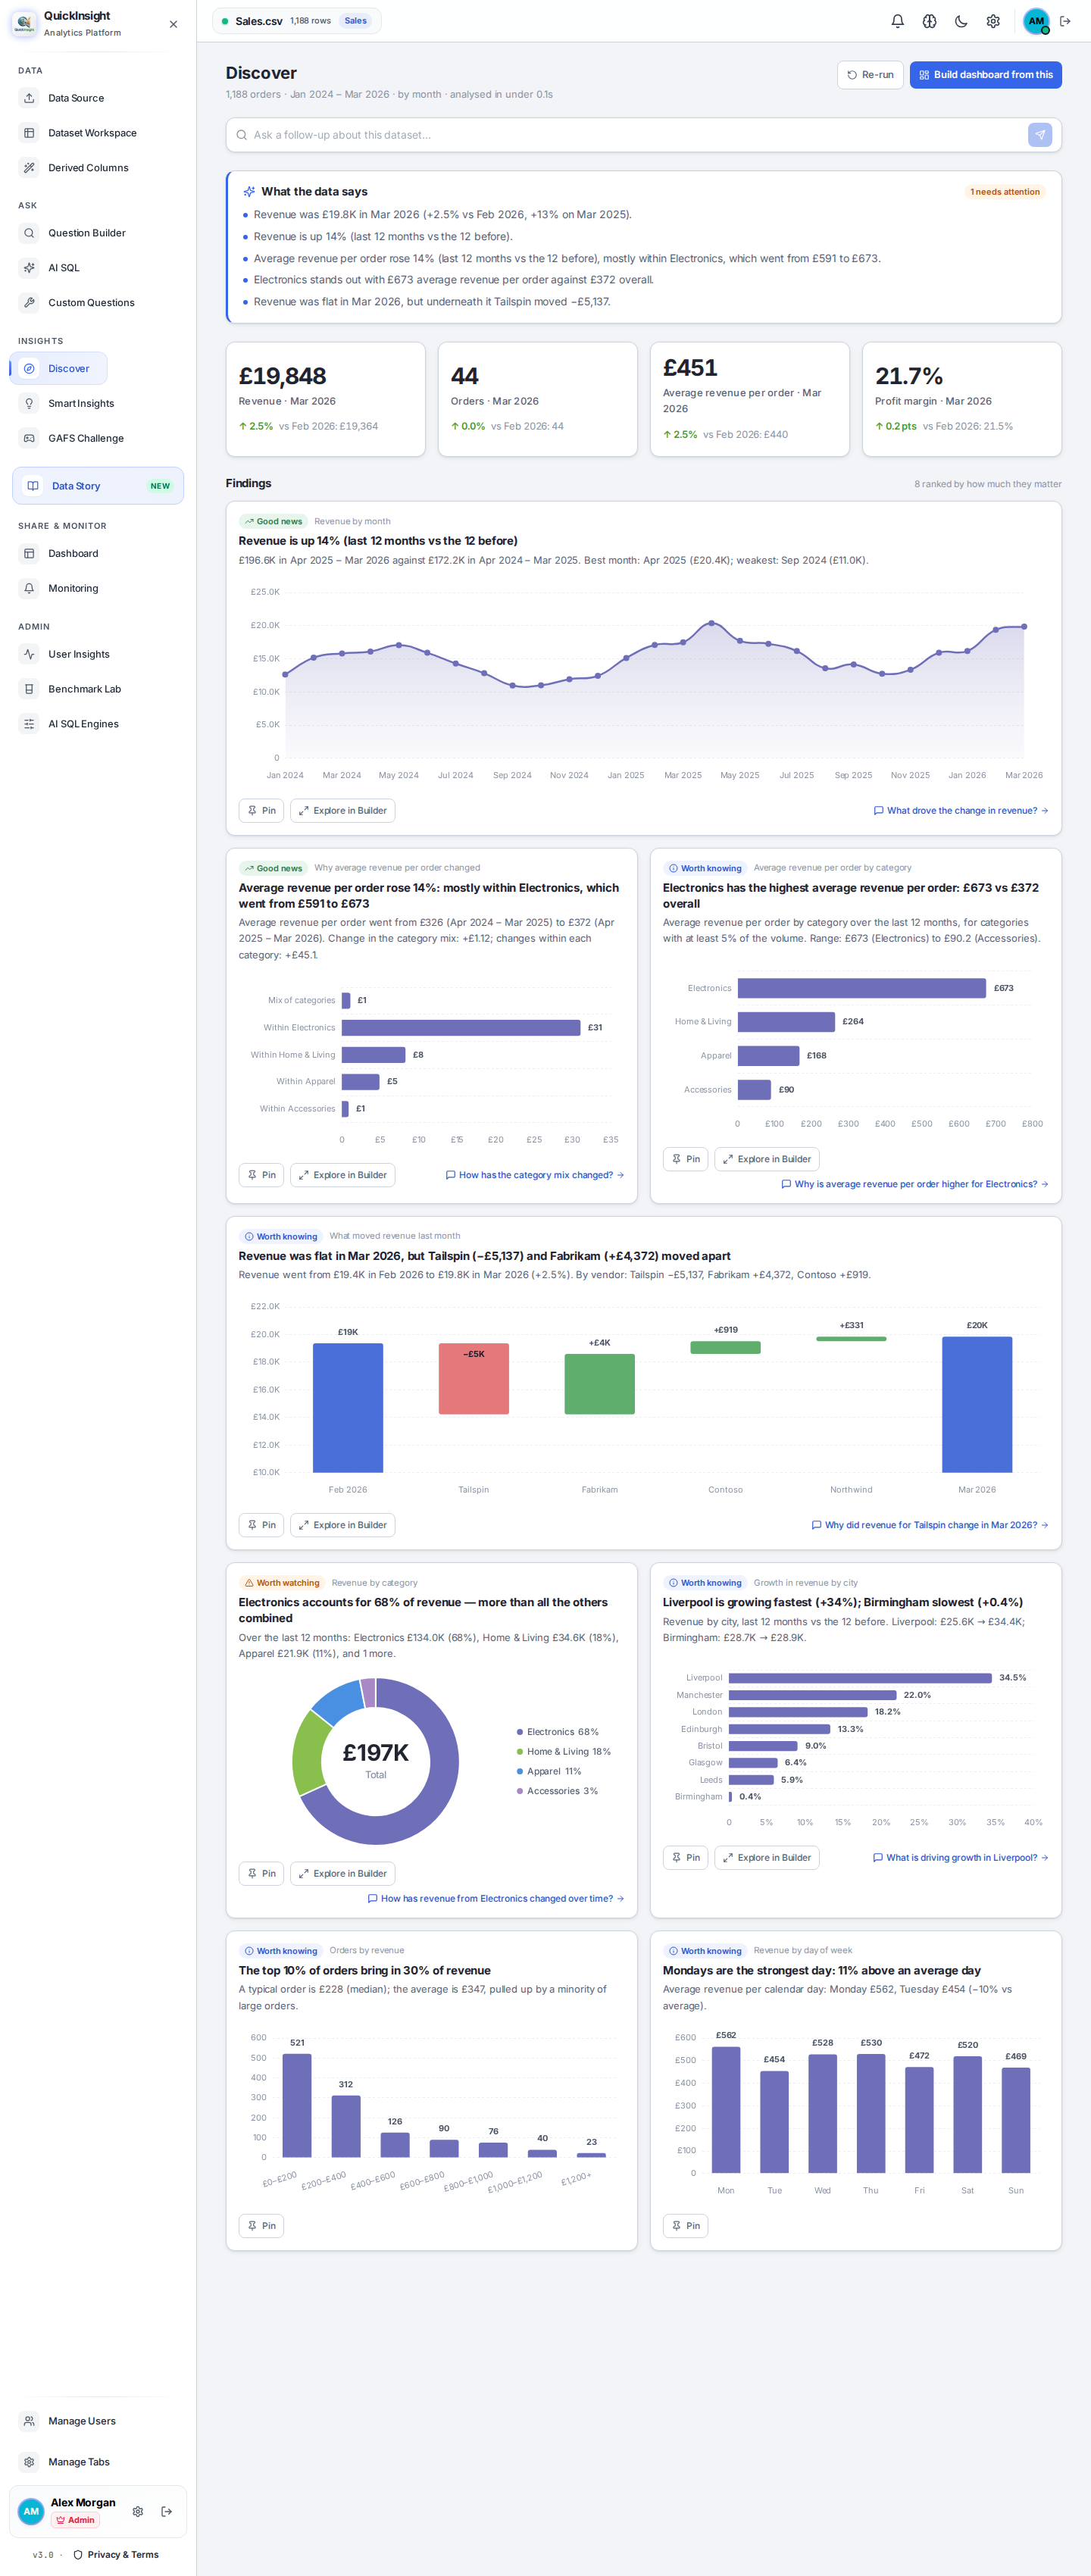 QuickInsight
Analytics Platform
DATA
Data Source
Dataset Workspace
Derived Columns
ASK
Question Builder
AI SQL
Custom Questions
INSIGHTS
Discover
Smart Insights
GAFS Challenge
Data Story NEW
SHARE & MONITOR
Dashboard
Monitoring
ADMIN
User Insights
Benchmark Lab
AI SQL Engines
Manage Users
Manage Tabs
AM Alex Morgan
Admin
v3.0 · Privacy & Terms
Sales.csv 1,188 rows Sales
AM
Discover
1,188 orders · Jan 2024 – Mar 2026 · by month · analysed in under 0.1s
Re-run
Build dashboard from this
Ask a follow-up about this dataset...
What the data says
1 needs attention
Revenue was £19.8K in Mar 2026 (+2.5% vs Feb 2026, +13% on Mar 2025).
Revenue is up 14% (last 12 months vs the 12 before).
Average revenue per order rose 14% (last 12 months vs the 12 before), mostly within Electronics, which went from £591 to £673.
Electronics stands out with £673 average revenue per order against £372 overall.
Revenue was flat in Mar 2026, but underneath it Tailspin moved −£5,137.
£19,848
Revenue · Mar 2026
↑ 2.5% vs Feb 2026: £19,364
44
Orders · Mar 2026
↑ 0.0% vs Feb 2026: 44
£451
Average revenue per order · Mar
2026
↑ 2.5% vs Feb 2026: £440
21.7%
Profit margin · Mar 2026
↑ 0.2 pts vs Feb 2026: 21.5%
Findings
8 ranked by how much they matter
Good news Revenue by month
Revenue is up 14% (last 12 months vs the 12 before)
£196.6K in Apr 2025 – Mar 2026 against £172.2K in Apr 2024 – Mar 2025. Best month: Apr 2025 (£20.4K); weakest: Sep 2024 (£11.0K).
£25.0K
£20.0K
£15.0K
£10.0K
£5.0K
0
Jan 2024 Mar 2024 May 2024 Jul 2024 Sep 2024 Nov 2024 Jan 2025 Mar 2025 May 2025 Jul 2025 Sep 2025 Nov 2025 Jan 2026 Mar 2026
Pin Explore in Builder What drove the change in revenue? →
Good news Why average revenue per order changed
Average revenue per order rose 14%: mostly within Electronics, which
went from £591 to £673
Average revenue per order went from £326 (Apr 2024 – Mar 2025) to £372 (Apr
2025 – Mar 2026). Change in the category mix: +£1.12; changes within each
category: +£45.1.
Mix of categories £1
Within Electronics £31
Within Home & Living £8
Within Apparel £5
Within Accessories £1
0 £5 £10 £15 £20 £25 £30 £35
Pin Explore in Builder How has the category mix changed? →
Worth knowing Average revenue per order by category
Electronics has the highest average revenue per order: £673 vs £372
overall
Average revenue per order by category over the last 12 months, for categories
with at least 5% of the volume. Range: £673 (Electronics) to £90.2 (Accessories).
Electronics £673
Home & Living £264
Apparel £168
Accessories £90
0 £100 £200 £300 £400 £500 £600 £700 £800
Pin Explore in Builder
Why is average revenue per order higher for Electronics? →
Worth knowing What moved revenue last month
Revenue was flat in Mar 2026, but Tailspin (−£5,137) and Fabrikam (+£4,372) moved apart
Revenue went from £19.4K in Feb 2026 to £19.8K in Mar 2026 (+2.5%). By vendor: Tailspin −£5,137, Fabrikam +£4,372, Contoso +£919.
£22.0K
£20.0K
£18.0K
£16.0K
£14.0K
£12.0K
£10.0K
£19K −£5K +£4K +£919 +£331 £20K
Feb 2026 Tailspin Fabrikam Contoso Northwind Mar 2026
Pin Explore in Builder Why did revenue for Tailspin change in Mar 2026? →
Worth watching Revenue by category
Electronics accounts for 68% of revenue — more than all the others
combined
Over the last 12 months: Electronics £134.0K (68%), Home & Living £34.6K (18%),
Apparel £21.9K (11%), and 1 more.
£197K
Total
Electronics 68%
Home & Living 18%
Apparel 11%
Accessories 3%
Pin Explore in Builder
How has revenue from Electronics changed over time? →
Worth knowing Growth in revenue by city
Liverpool is growing fastest (+34%); Birmingham slowest (+0.4%)
Revenue by city, last 12 months vs the 12 before. Liverpool: £25.6K → £34.4K;
Birmingham: £28.7K → £28.9K.
Liverpool 34.5%
Manchester 22.0%
London 18.2%
Edinburgh 13.3%
Bristol 9.0%
Glasgow 6.4%
Leeds 5.9%
Birmingham 0.4%
0 5% 10% 15% 20% 25% 30% 35% 40%
Pin Explore in Builder What is driving growth in Liverpool? →
Worth knowing Orders by revenue
The top 10% of orders bring in 30% of revenue
A typical order is £228 (median); the average is £347, pulled up by a minority of
large orders.
600
500
400
300
200
100
0
521 312 126 90 76 40 23
£0–£200 £200–£400 £400–£600 £600–£800 £800–£1,000 £1,000–£1,200 £1,200+
Pin
Worth knowing Revenue by day of week
Mondays are the strongest day: 11% above an average day
Average revenue per calendar day: Monday £562, Tuesday £454 (−10% vs
average).
£600
£500
£400
£300
£200
£100
0
£562 £454 £528 £530 £472 £520 £469
Mon Tue Wed Thu Fri Sat Sun
Pin